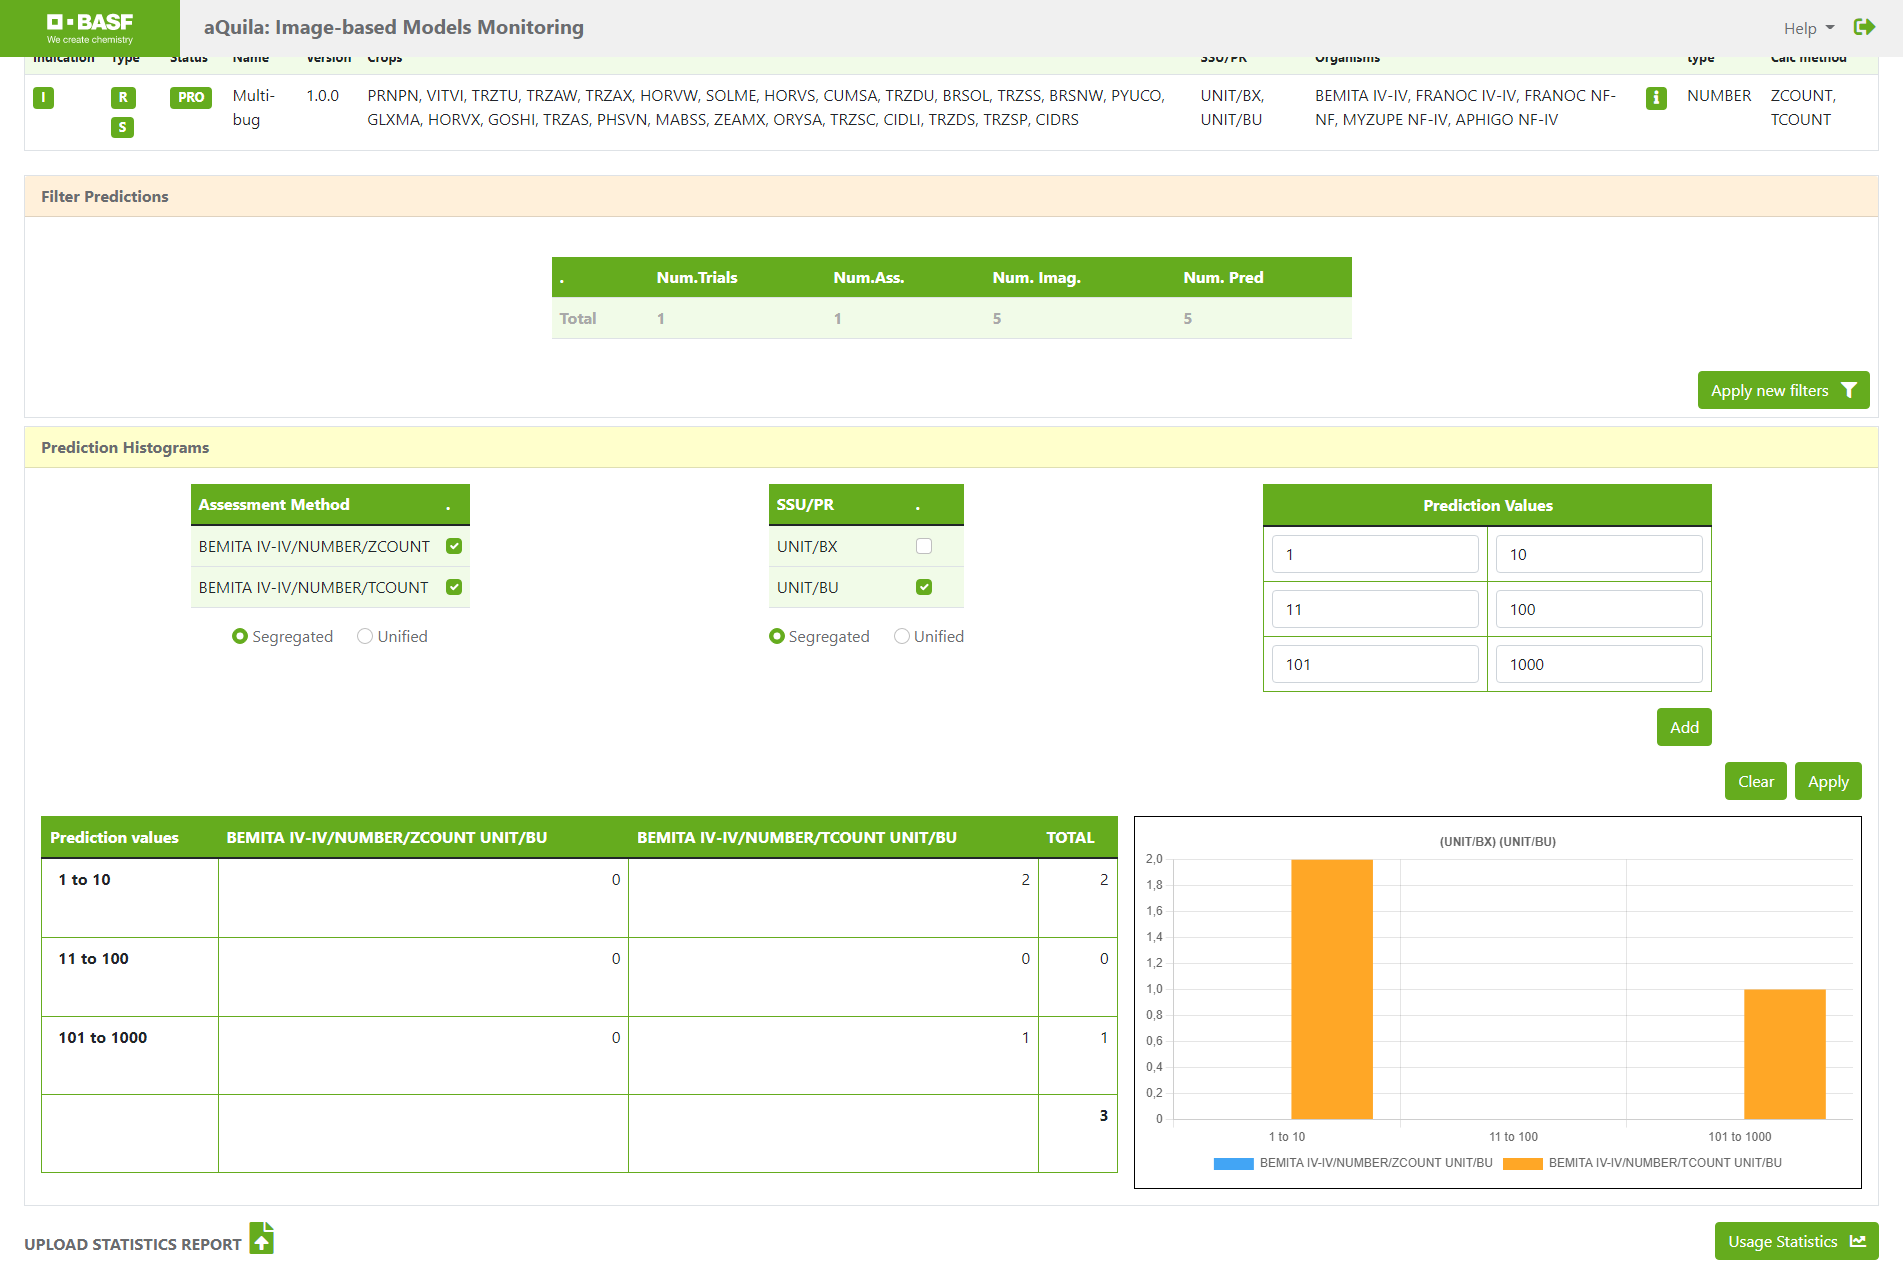 BASF
We create chemistry
aQuila: Image-based Models Monitoring
Help
Indication Type Status Name Version Crops SSU/PR Organisms type Calc method
I R PRO Multi- 1.0.0 PRNPN, VITVI, TRZTU, TRZAW, TRZAX, HORVW, SOLME, HORVS, CUMSA, TRZDU, BRSOL, TRZSS, BRSNW, PYUCO, UNIT/BX, BEMITA IV-IV, FRANOC IV-IV, FRANOC NF- i NUMBER ZCOUNT,
S bug GLXMA, HORVX, GOSHI, TRZAS, PHSVN, MABSS, ZEAMX, ORYSA, TRZSC, CIDLI, TRZDS, TRZSP, CIDRS UNIT/BU NF, MYZUPE NF-IV, APHIGO NF-IV TCOUNT
Filter Predictions
. Num.Trials Num.Ass. Num. Imag. Num. Pred
Total 1 1 5 5
Apply new filters
Prediction Histograms
Assessment Method . SSU/PR . Prediction Values
BEMITA IV-IV/NUMBER/ZCOUNT UNIT/BX 1 10
BEMITA IV-IV/NUMBER/TCOUNT UNIT/BU 11 100
Segregated Unified Segregated Unified
101 1000
Add
Clear Apply
Prediction values BEMITA IV-IV/NUMBER/ZCOUNT UNIT/BU BEMITA IV-IV/NUMBER/TCOUNT UNIT/BU TOTAL
1 to 10 0 2 2
11 to 100 0 0 0
101 to 1000 0 1 1
3
(UNIT/BX) (UNIT/BU)
2,0
1,8
1,6
1,4
1,2
1,0
0,8
0,6
0,4
0,2
0
1 to 10 11 to 100 101 to 1000
BEMITA IV-IV/NUMBER/ZCOUNT UNIT/BU BEMITA IV-IV/NUMBER/TCOUNT UNIT/BU
UPLOAD STATISTICS REPORT
Usage Statistics